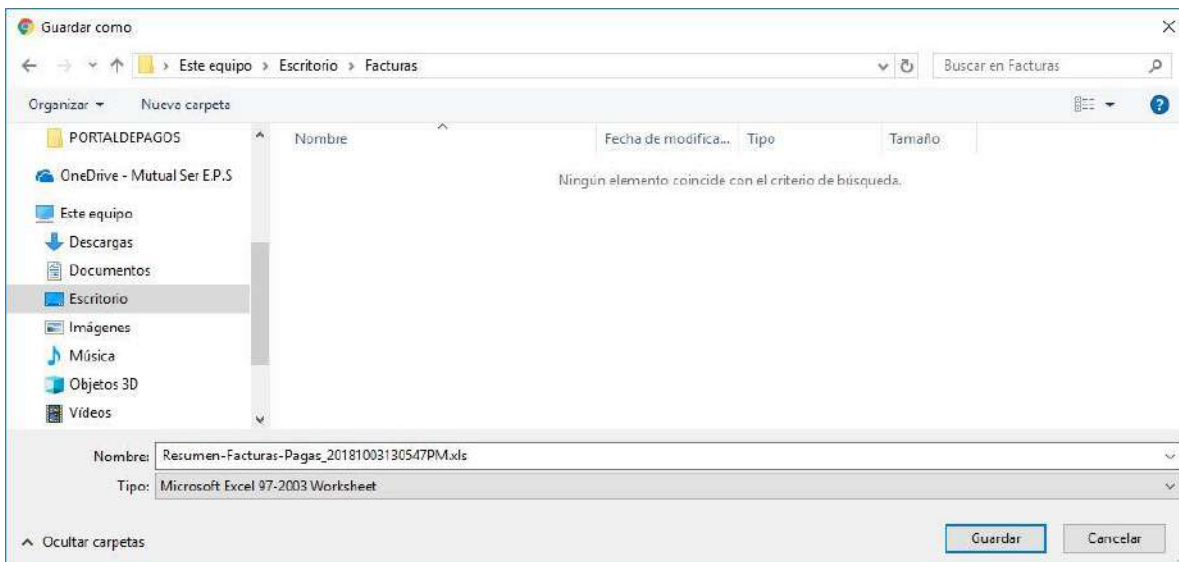 Guardar como
Este equipo > Escritorio > Facturas
Buscar en Facturas
Organizar
Nueva carpeta
PORTALDEPAGOS
Nombre
Fecha de modifica...
Tipo
Tamaño
OneDrive - Mutual Ser E.P.S
Ningún elemento coincide con el criterio de búsqueda.
Este equipo
Descargas
Documentos
Escritorio
Imágenes
Música
Objetos 3D
Vídeos
Nombre: Resumen-Facturas-Pagas_20181003130547PM.xls
Tipo: Microsoft Excel 97-2003 Worksheet
Ocultar carpetas
Guardar
Cancelar